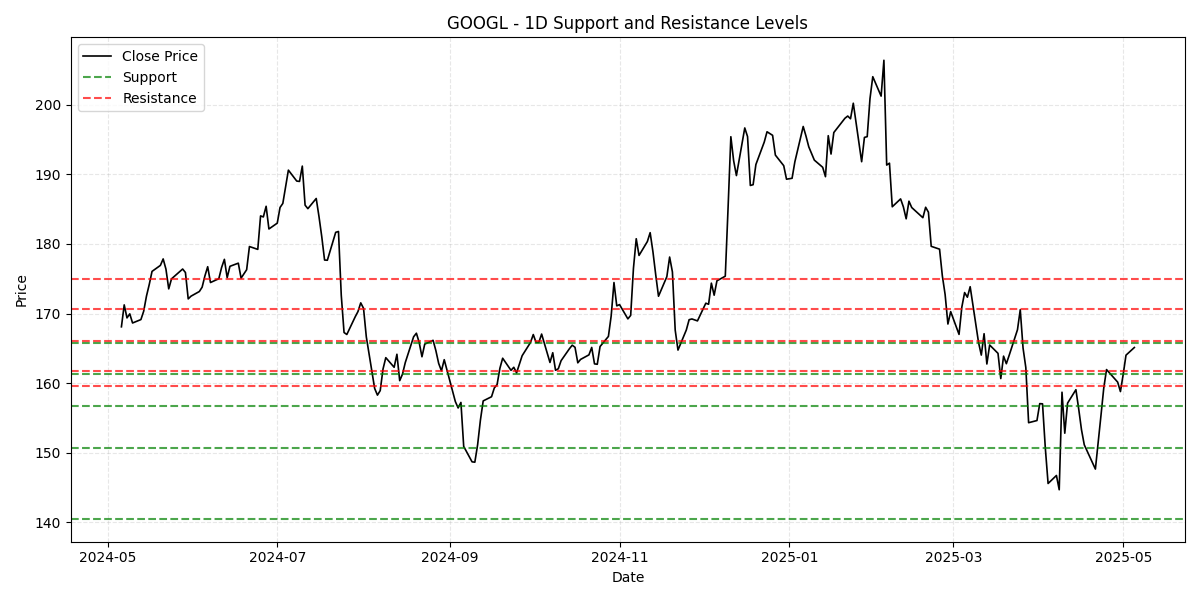 GOOGL - 1D Support and Resistance Levels
Close Price
Support
Resistance
Price
200
190
180
170
160
150
140
2024-05 2024-07 2024-09 2024-11 2025-01 2025-03 2025-05
Date